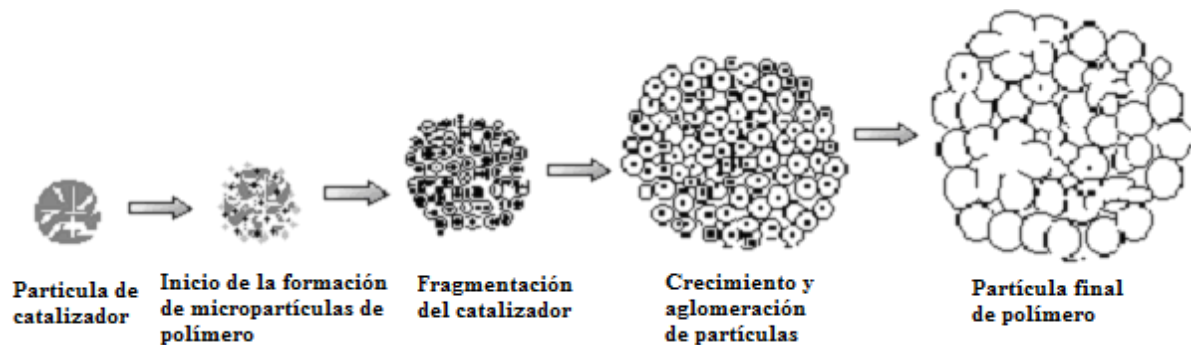 Particula de
catalizador
Inicio de la formación
de micropartículas de
polímero
Fragmentación
del catalizador
Crecimiento y
aglomeración
de partículas
Partícula final
de polímero